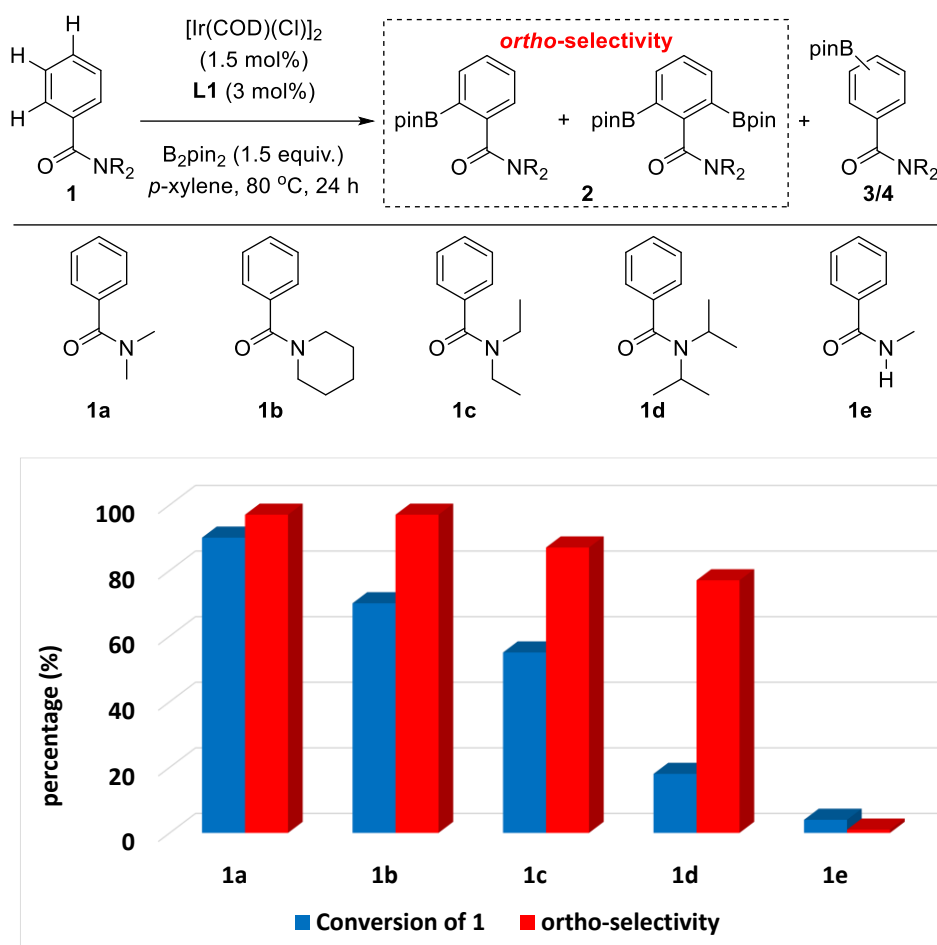 [Ir(COD)(Cl)]2
(1.5 mol%)
L1 (3 mol%)
B2pin2 (1.5 equiv.)
p-xylene, 80 °C, 24 h
H
H
H
O
NR2
1
ortho-selectivity
pinB
O
NR2
+
pinB
Bpin
O
NR2
2
+
pinB
O
NR2
3/4
O
N
1a
O
N
1b
O
N
1c
O
N
1d
O
N
H
1e
percentage (%)
100
80
60
40
20
0
1a 1b 1c 1d 1e
Conversion of 1 ortho-selectivity